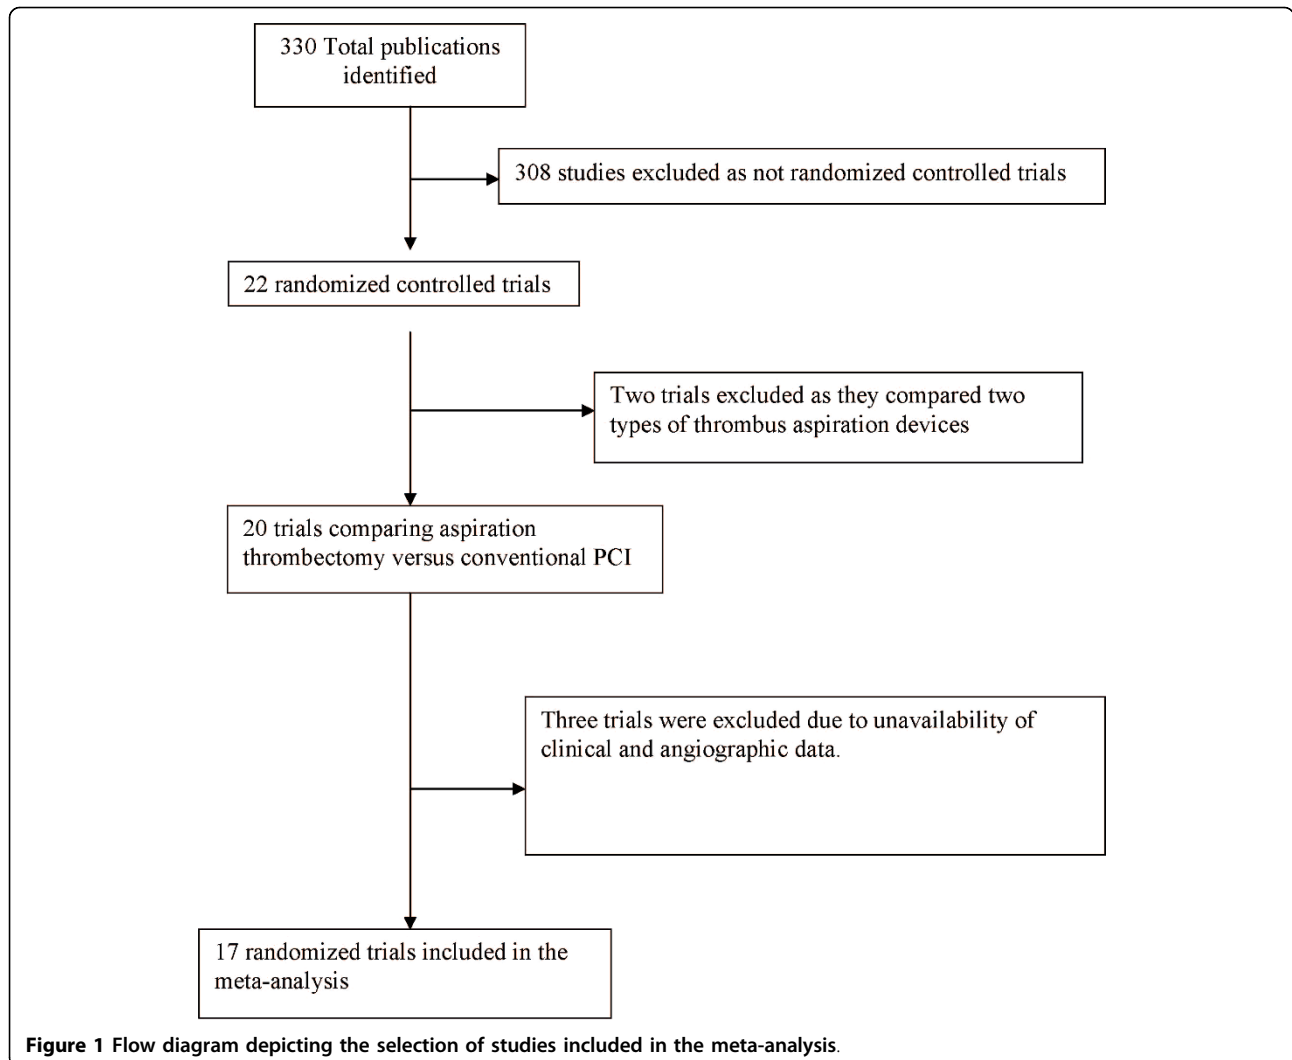 330 Total publications
identified
308 studies excluded as not randomized controlled trials
22 randomized controlled trials
Two trials excluded as they compared two
types of thrombus aspiration devices
20 trials comparing aspiration
thrombectomy versus conventional PCI
Three trials were excluded due to unavailability of
clinical and angiographic data.
17 randomized trials included in the
meta-analysis
Figure 1 Flow diagram depicting the selection of studies included in the meta-analysis.